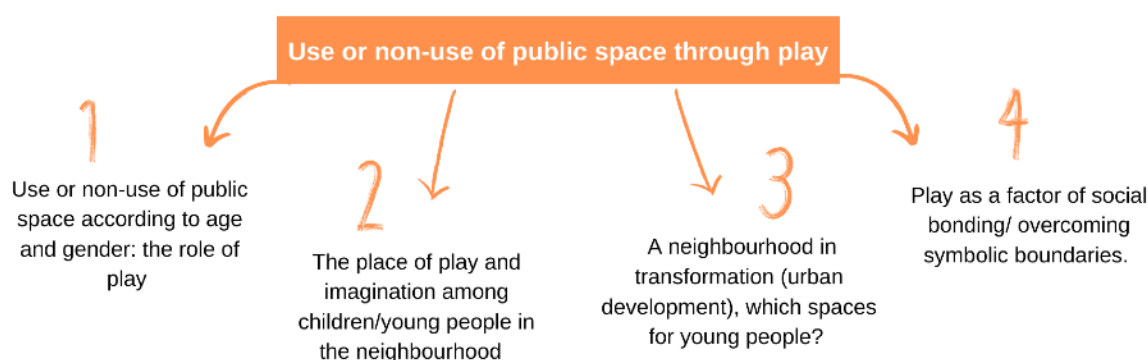 Use or non-use of public space through play
1
Use or non-use of public
space according to age
and gender: the role of
play
2
The place of play and
imagination among
children/young people in
the neighbourhood
3
A neighbourhood in
transformation (urban
development), which spaces
for young people?
4
Play as a factor of social
bonding/ overcoming
symbolic boundaries.